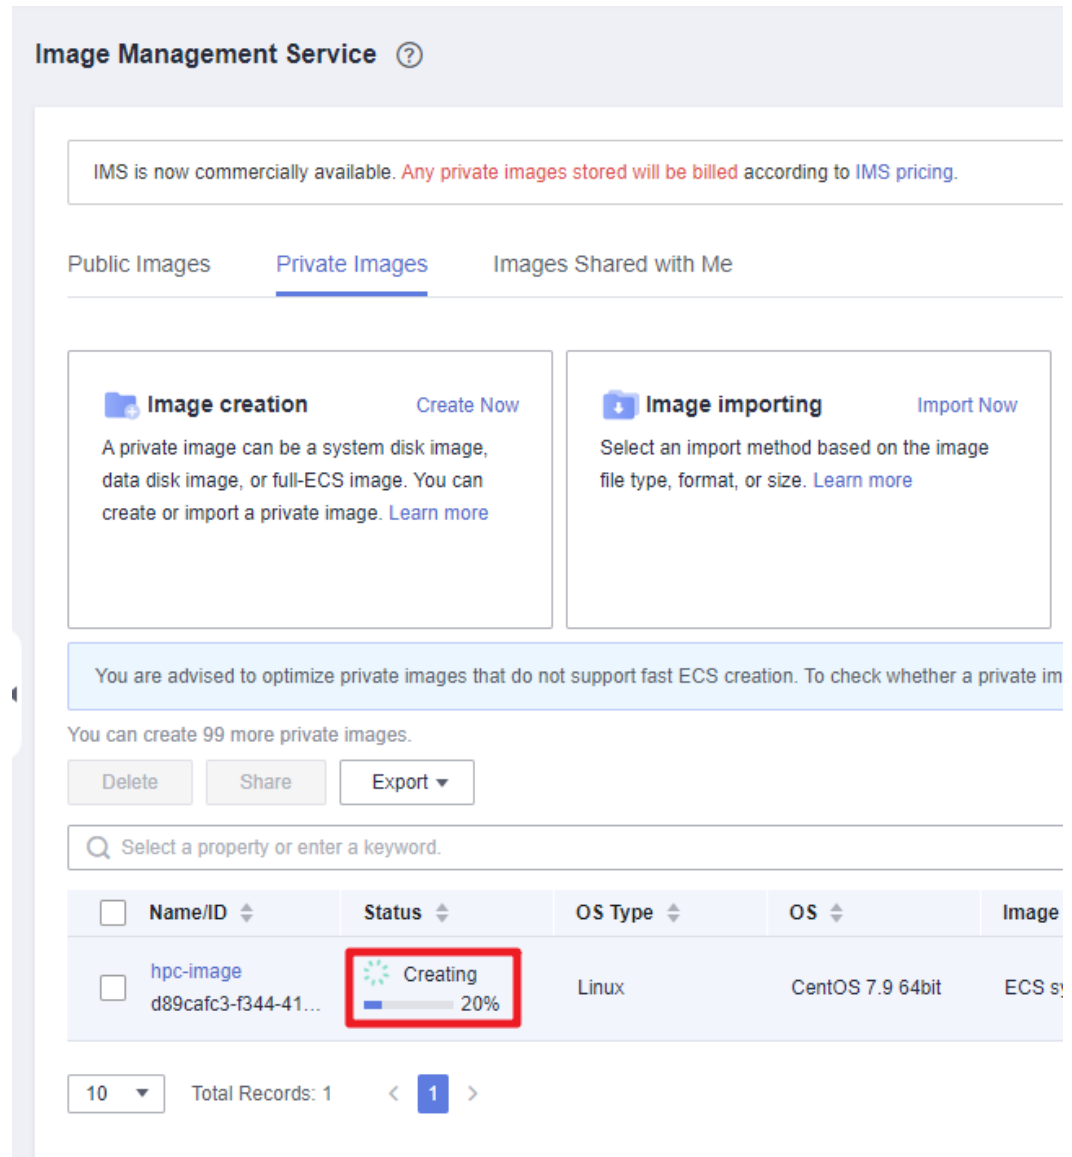 Image Management Service ?
IMS is now commercially available. Any private images stored will be billed according to IMS pricing.
Public Images Private Images Images Shared with Me
Image creation Create Now
A private image can be a system disk image,
data disk image, or full-ECS image. You can
create or import a private image. Learn more
Image importing Import Now
Select an import method based on the image
file type, format, or size. Learn more
You are advised to optimize private images that do not support fast ECS creation. To check whether a private im
You can create 99 more private images.
Delete Share Export
Select a property or enter a keyword.
Name/ID Status OS Type OS Image
hpc-image Creating Linux CentOS 7.9 64bit ECS sy
d89cafc3-f344-41... 20%
10 Total Records: 1 < 1 >